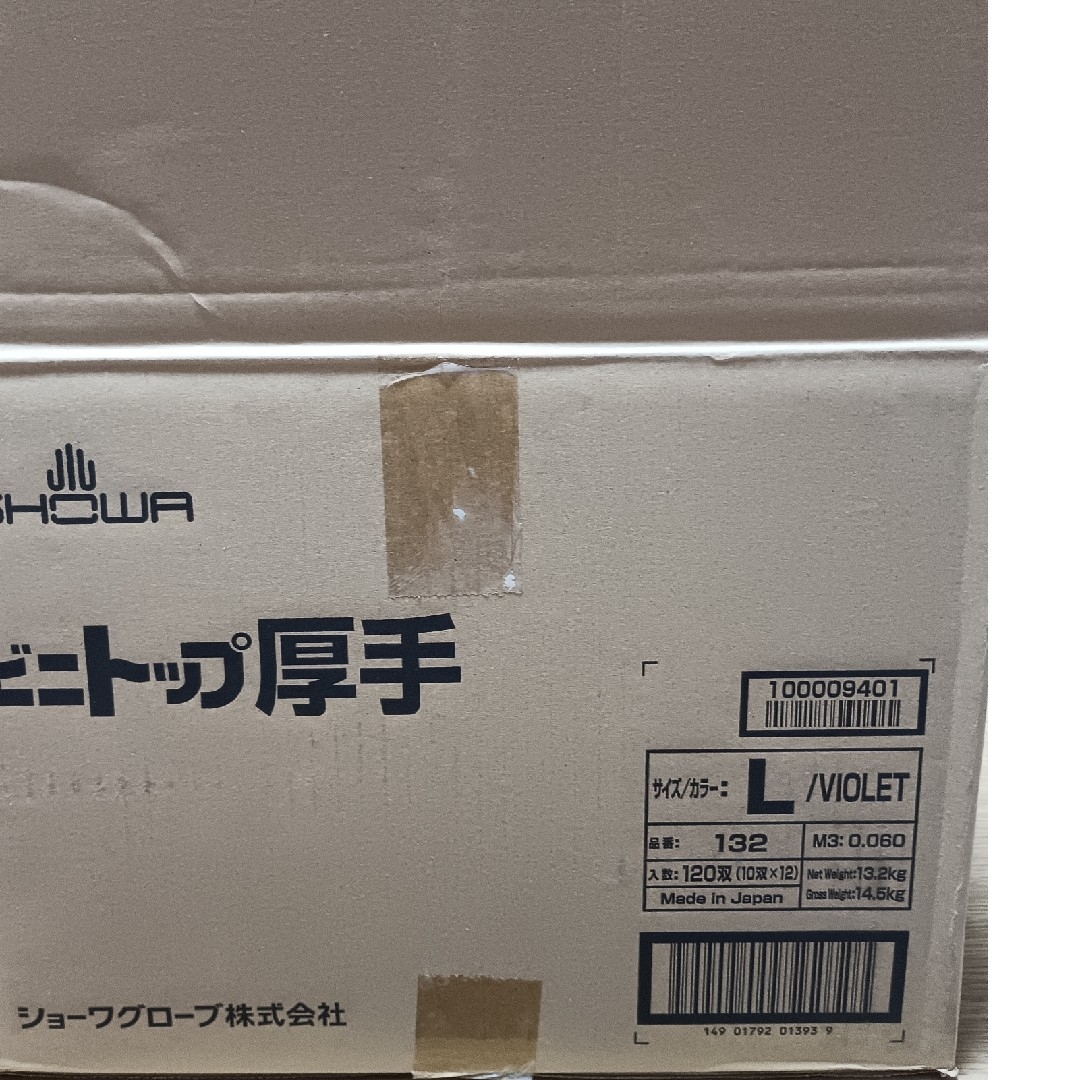 SHOWA
ビニトップ厚手
100009401
サイズ/カラー: L /VIOLET
品番: 132
M3: 0.060
入数: 120双 (10双×12)
Net Weight:13.2kg
Gross Weight:14.5kg
Made in Japan
149 01792 01393 9
ショーワグローブ株式会社